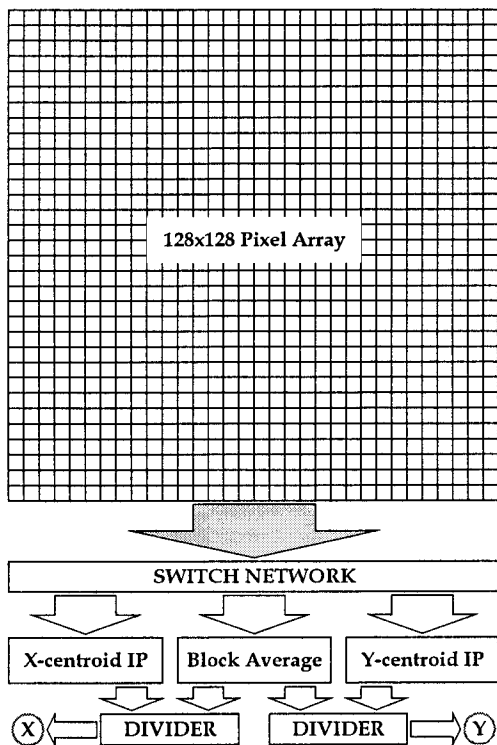 128x128 Pixel Array
SWITCH NETWORK
X-centroid IP
Block Average
Y-centroid IP
X
DIVIDER
DIVIDER
Y